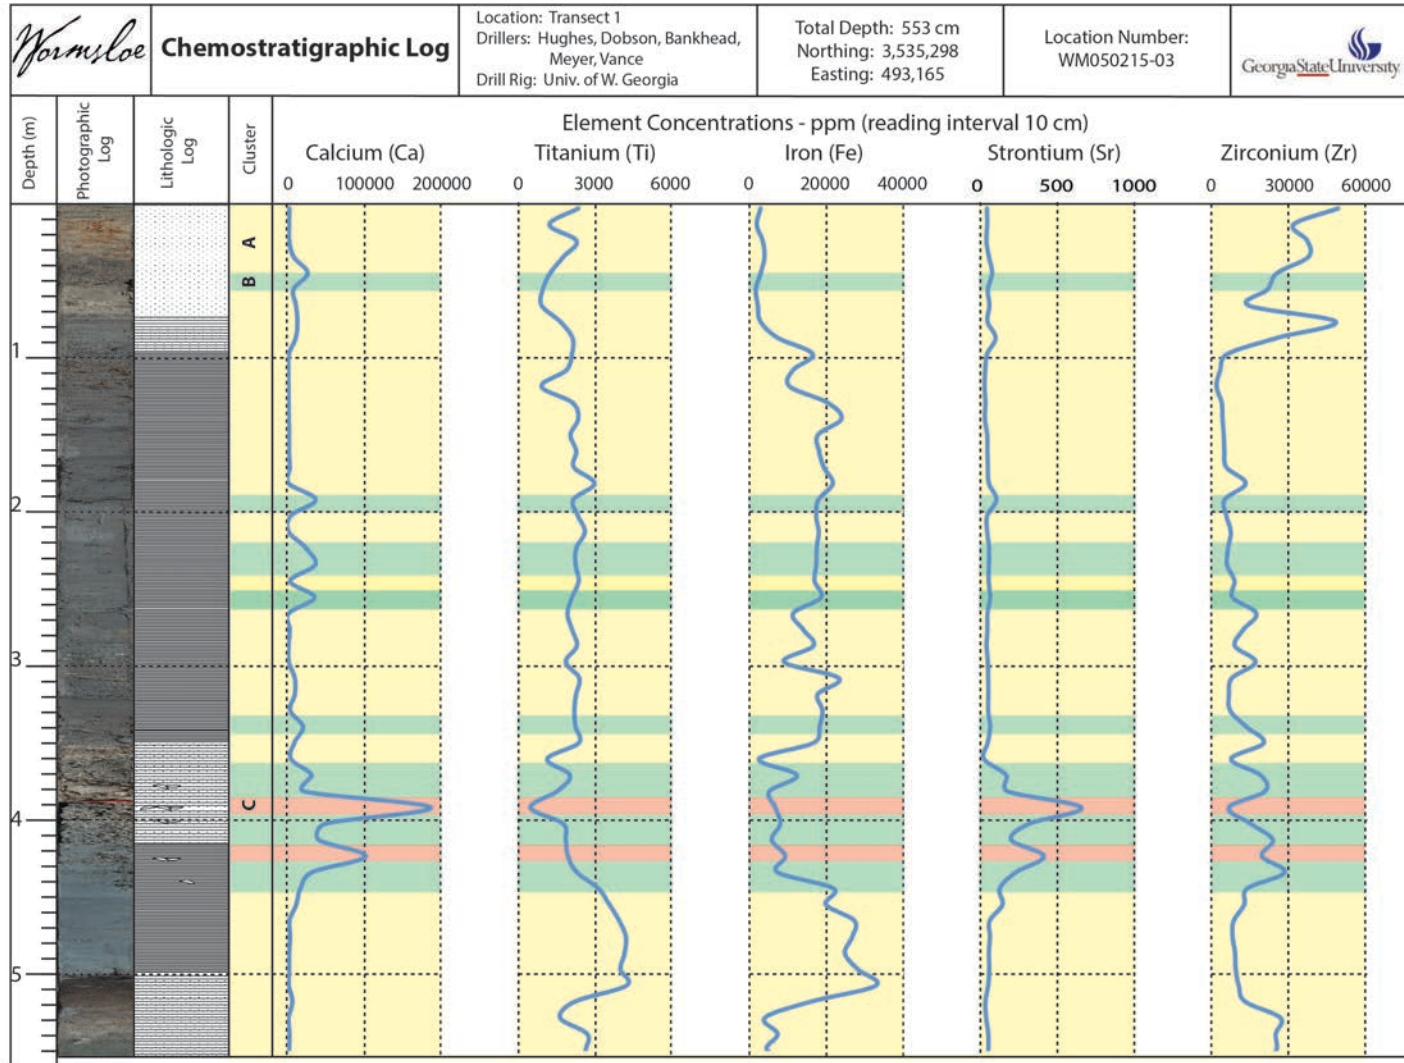 Wormsloe
Chemostratigraphic Log
Location: Transect 1
Drillers: Hughes, Dobson, Bankhead,
Meyer, Vance
Drill Rig: Univ. of W. Georgia
Total Depth: 553 cm
Northing: 3,535,298
Easting: 493,165
Location Number:
WM050215-03
GeorgiaStateUniversity
Depth (m)
Photographic
Log
Lithologic
Log
Cluster
Element Concentrations - ppm (reading interval 10 cm)
Calcium (Ca)
0 100000 200000
Titanium (Ti)
0 3000 6000
Iron (Fe)
0 20000 40000
Strontium (Sr)
0 500 1000
Zirconium (Zr)
0 30000 60000
A
B
1
2
3
C
4
5